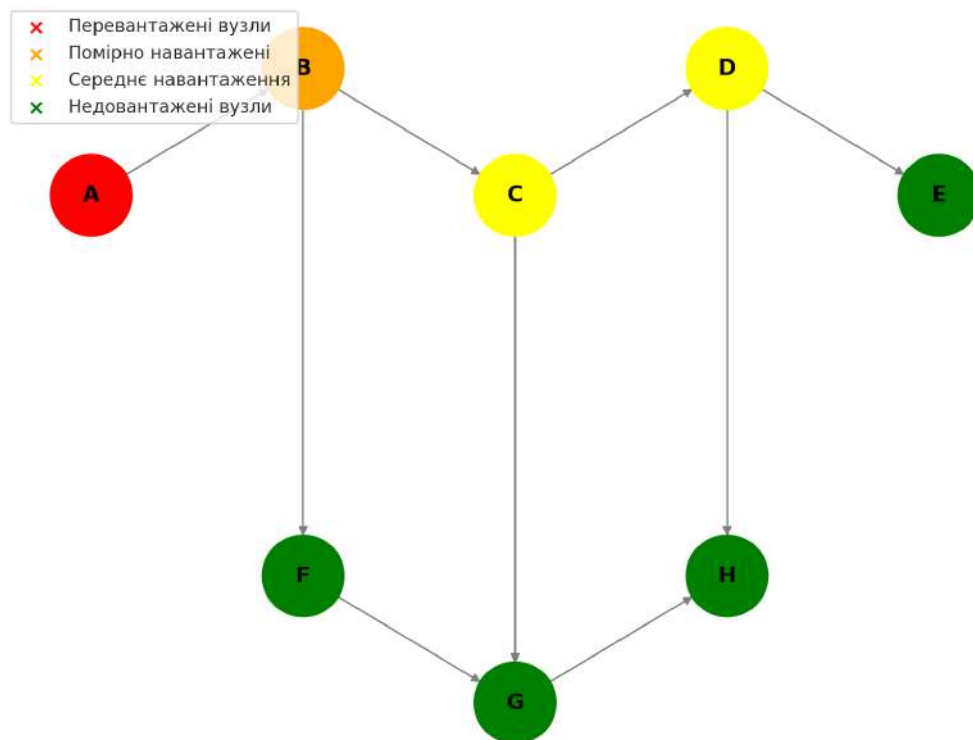 Перевантажені вузли
Помірно навантажені
Середнє навантаження
Недовантажені вузли
B
D
A
C
E
F
H
G